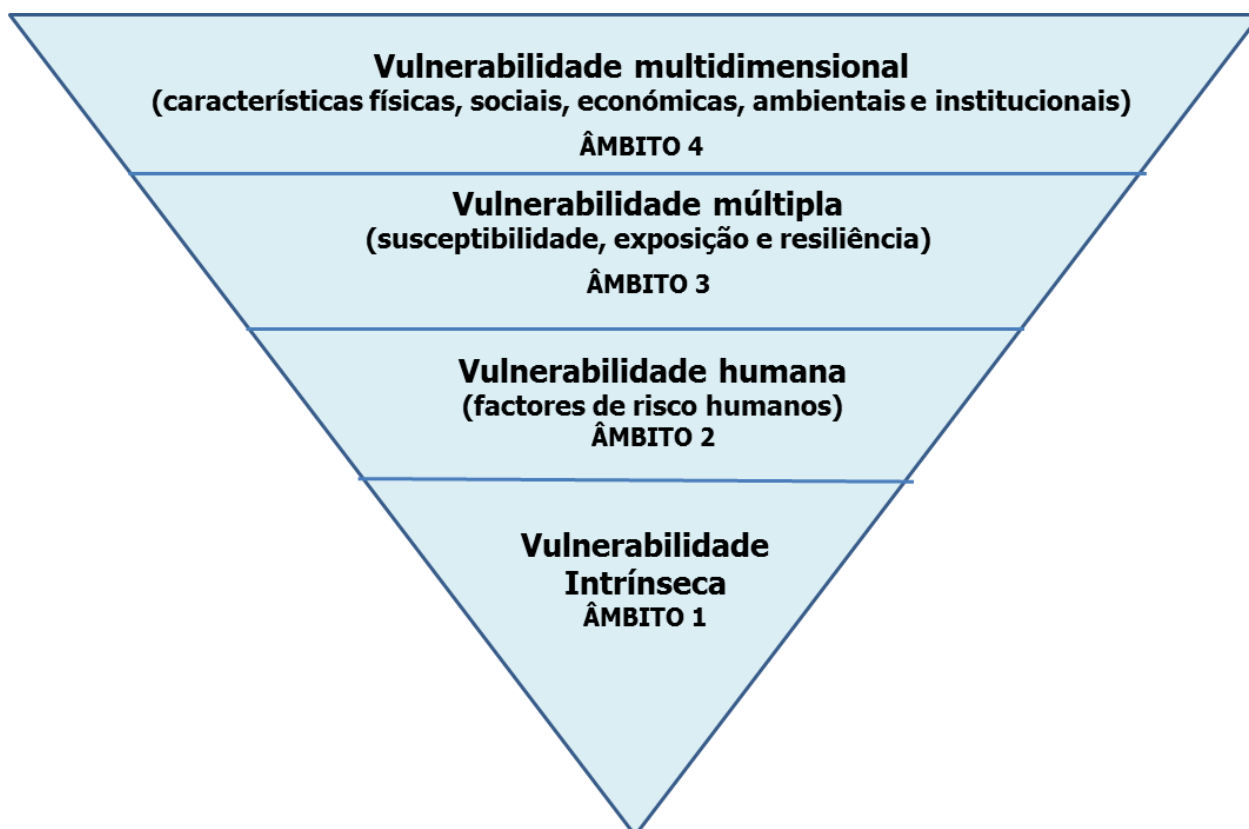 Vulnerabilidade multidimensional
(características físicas, sociais, económicas, ambientais e institucionais)
ÂMBITO 4
Vulnerabilidade múltipla
(susceptibilidade, exposição e resiliência)
ÂMBITO 3
Vulnerabilidade humana
(factores de risco humanos)
ÂMBITO 2
Vulnerabilidade
Intrínseca
ÂMBITO 1